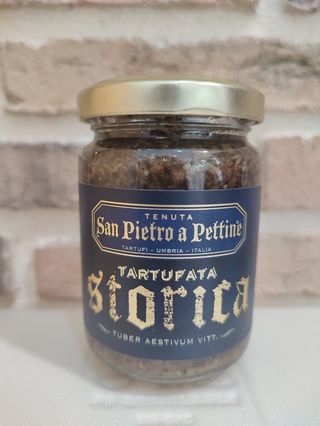 TENUTA
San Pietro a Pettine
TARTUFI - UMBRIA - ITALIA
TARTUFATA
storica
TUBER AESTIVUM VITT.